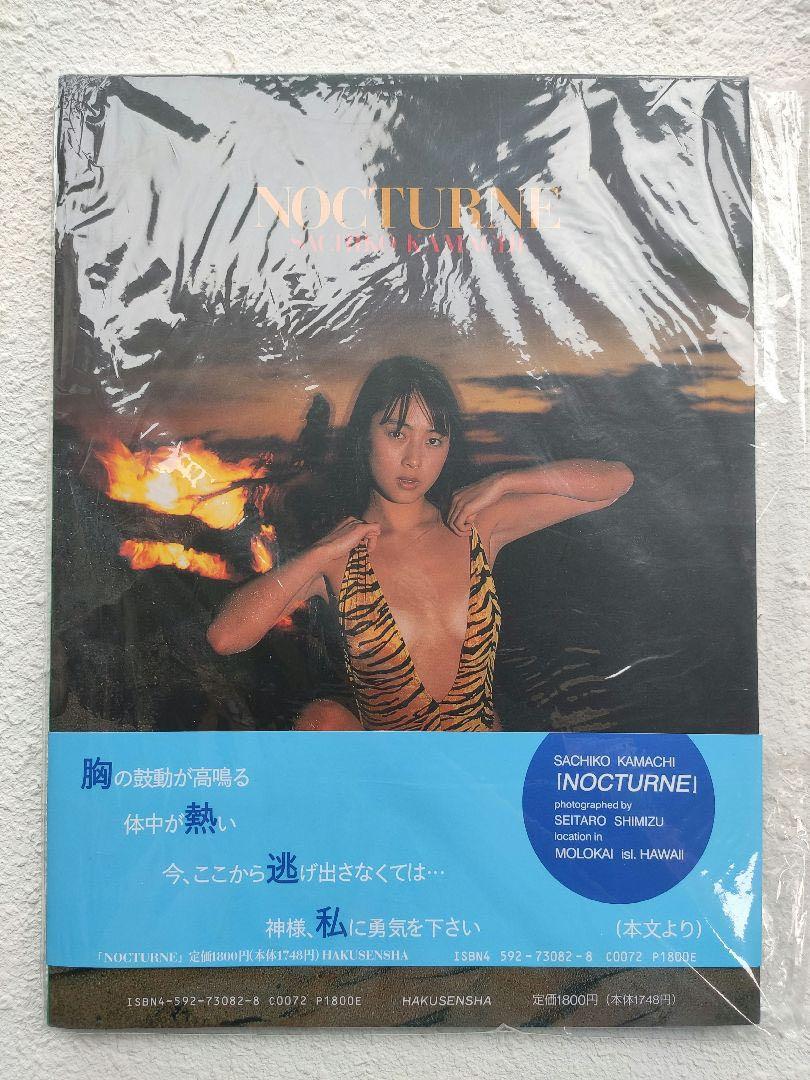 NOCTURNE
SACHIKO KAMACHI
胸の鼓動が高鳴る
体中が熱い
今、ここから逃げ出さなくては…
神様、私に勇気を下さい
(本文より)
SACHIKO KAMACHI
「NOCTURNE」
photographed by
SEITARO SHIMIZU
location in
MOLOKAI isl. HAWAII
「NOCTURNE」定価1800円(本体1748円) HAKUSENSHA ISBN4 592-73082-8 C0072 P1800E
ISBN4-592-73082-8 C0072 P1800E HAKUSENSHA 定価1800円（本体1748円）